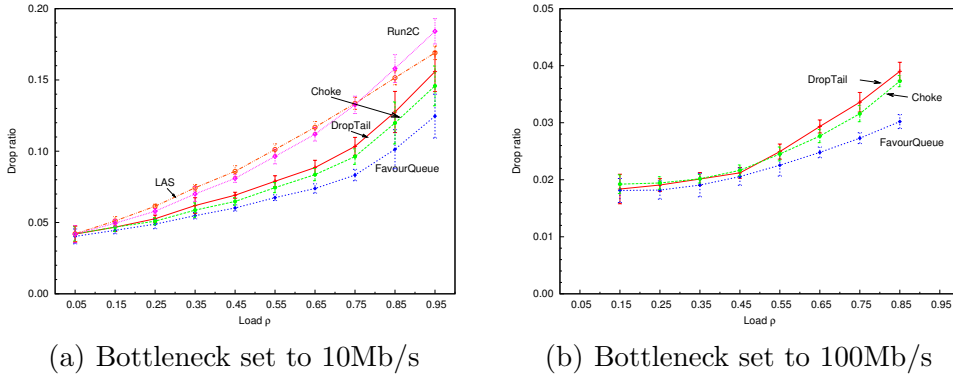 0.20
0.15
0.10
0.05
0.00
Drop ratio
Run2C
Choke
DropTail
FavourQueue
LAS
0.05 0.15 0.25 0.35 0.45 0.55 0.65 0.75 0.85 0.95
Load ρ
(a) Bottleneck set to 10Mb/s
0.05
0.04
0.03
0.02
0.01
0.00
Drop ratio
DropTail
Choke
FavourQueue
0.05 0.15 0.25 0.35 0.45 0.55 0.65 0.75 0.85 0.95
Load ρ
(b) Bottleneck set to 100Mb/s